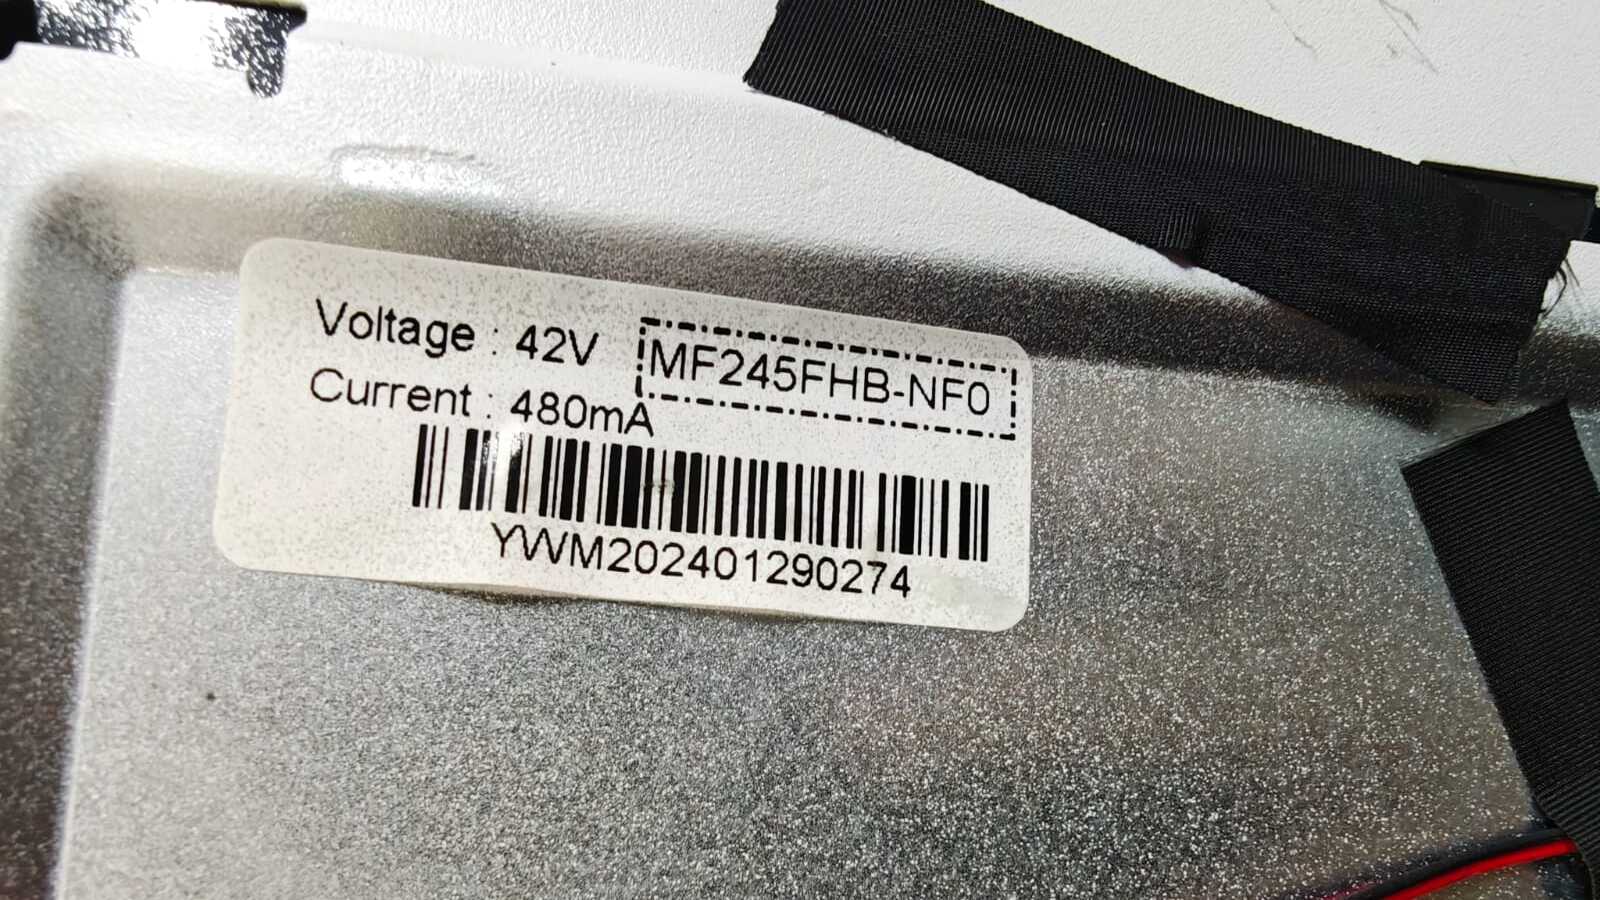 Voltage : 42V MF245FHB-NF0
Current : 480mA
YWM202401290274